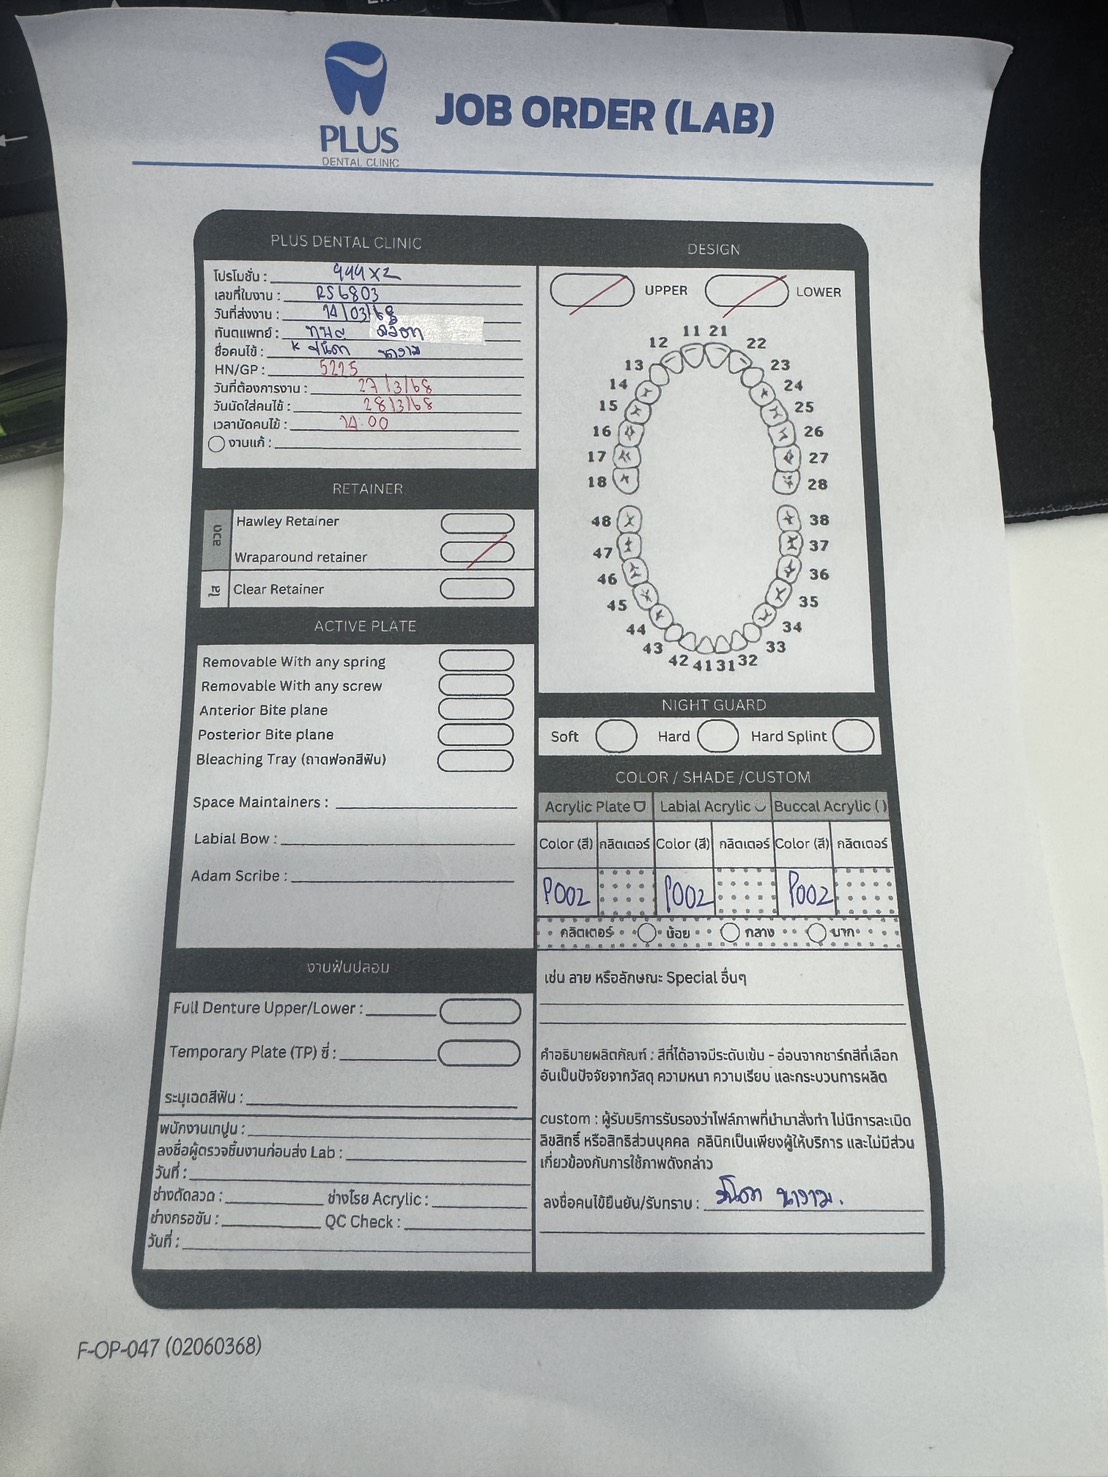 PLUS
DENTAL CLINIC
JOB ORDER (LAB)
PLUS DENTAL CLINIC
โปรโมชั่น : 999 x 2
เลขที่ใบงาน : RS6803
วันที่ส่งงาน : 14/03/68
ทันตแพทย์ :
ชื่อคนไข้ : K
HN/GP : 5225
วันที่ต้องการงาน : 27/3/68
วันนัดใส่คนไข้ : 28/3/68
เวลานัดคนไข้ : 14:00
งานแก้ :
DESIGN
UPPER LOWER
11 21
12 22
13 23
14 24
15 25
16 26
17 27
18 28
48 38
47 37
46 36
45 35
44 34
43 33
42 41 31 32
RETAINER
ลวด
Hawley Retainer
Wraparound retainer
ใส
Clear Retainer
ACTIVE PLATE
Removable With any spring
Removable With any screw
Anterior Bite plane
Posterior Bite plane
Bleaching Tray (ถาดฟอกสีฟัน)
Space Maintainers :
Labial Bow :
Adam Scribe :
NIGHT GUARD
Soft Hard Hard Splint
COLOR / SHADE /CUSTOM
Acrylic Plate Labial Acrylic Buccal Acrylic ( )
Color (สี) กลิตเตอร์ Color (สี) กลิตเตอร์ Color (สี) กลิตเตอร์
P002 P002 P002
กลิตเตอร์ น้อย กลาง มาก
เช่น ลาย หรือลักษณะ Special อื่นๆ
งานฟันปลอม
Full Denture Upper/Lower :
Temporary Plate (TP) ซี่ :
ระบุเฉดสีฟัน :
พนักงานเทปูน :
ลงชื่อผู้ตรวจชิ้นงานก่อนส่ง Lab :
วันที่ :
ช่างดัดลวด : ช่างโรย Acrylic :
ช่างกรอขัน : QC Check :
วันที่ :
คำอธิบายผลิตภัณฑ์ : สีที่ได้อาจมีระดับเข้ม - อ่อนจากชาร์ทสีที่เลือก
อันเป็นปัจจัยจากวัสดุ ความหนา ความเรียบ และกระบวนการผลิต
custom : ผู้รับบริการรับรองว่าไฟล์ภาพที่นำมาสั่งทำ ไม่มีการละเมิด
ลิขสิทธิ์ หรือสิทธิส่วนบุคคล คลินิกเป็นเพียงผู้ให้บริการ และไม่มีส่วน
เกี่ยวข้องกับการใช้ภาพดังกล่าว
ลงชื่อคนไข้ยืนยัน/รับทราบ :
F-OP-047 (02060368)